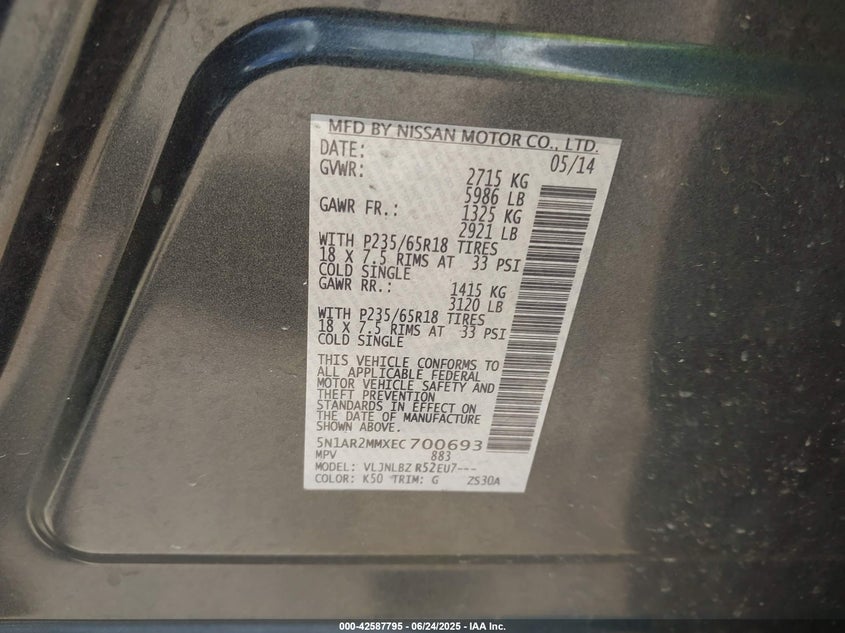 MFD BY NISSAN MOTOR CO., LTD.
DATE: 05/14
GVWR: 2715 KG
5986 LB
GAWR FR.: 1325 KG
2921 LB
WITH P235/65R18 TIRES
18 X 7.5 RIMS AT 33 PSI
COLD SINGLE
GAWR RR.: 1415 KG
3120 LB
WITH P235/65R18 TIRES
18 X 7.5 RIMS AT 33 PSI
COLD SINGLE
THIS VEHICLE CONFORMS TO
ALL APPLICABLE FEDERAL
MOTOR VEHICLE SAFETY AND
THEFT PREVENTION
STANDARDS IN EFFECT ON
THE DATE OF MANUFACTURE
SHOWN ABOVE.
5N1AR2MMXEC700693
MPV 883
MODEL: VLJNLBZ R52EU7---
COLOR: K50 TRIM: G ZS30A
000-42587795 - 06/24/2025 - IAA Inc.